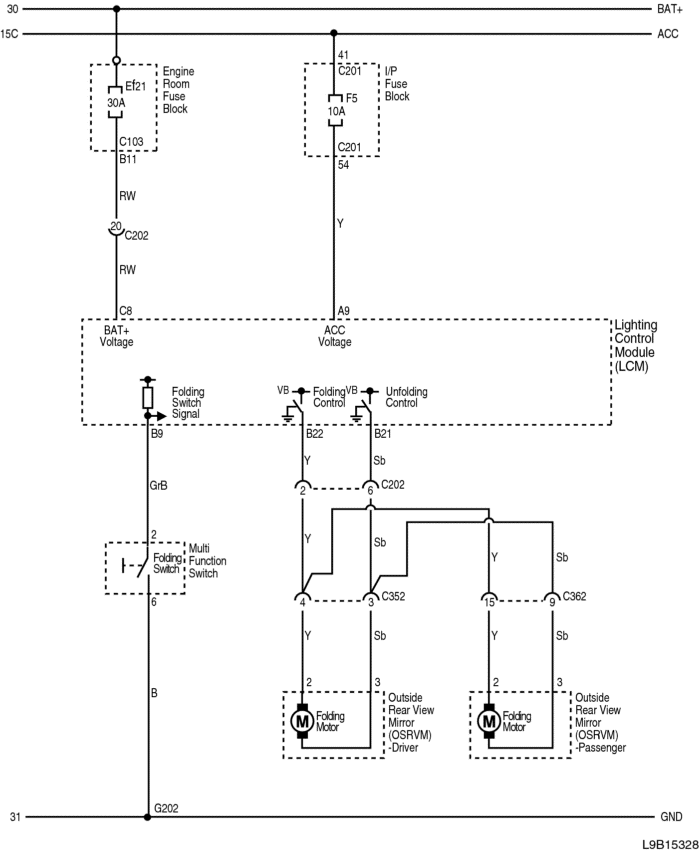 30
BAT+
15C
ACC
Ef21
30A
C103
Engine
Room
Fuse
Block
B11
RW
20
C202
RW
C8
41
C201
F5
10A
C201
I/P
Fuse
Block
54
Y
A9
BAT+
Voltage
ACC
Voltage
Lighting
Control
Module
(LCM)
Folding
Switch
Signal
VB
Folding
Control
VB
Unfolding
Control
B9
B22
B21
GrB
Y
Sb
2
6
C202
2
Folding
Switch
Multi
Function
Switch
6
Y
Sb
Y
Sb
4
3
C352
15
9
C362
Y
Sb
Y
Sb
B
2
3
M
Folding
Motor
Outside
Rear View
Mirror
(OSRVM)
-Driver
2
3
M
Folding
Motor
Outside
Rear View
Mirror
(OSRVM)
-Passenger
G202
31
GND
L9B15328